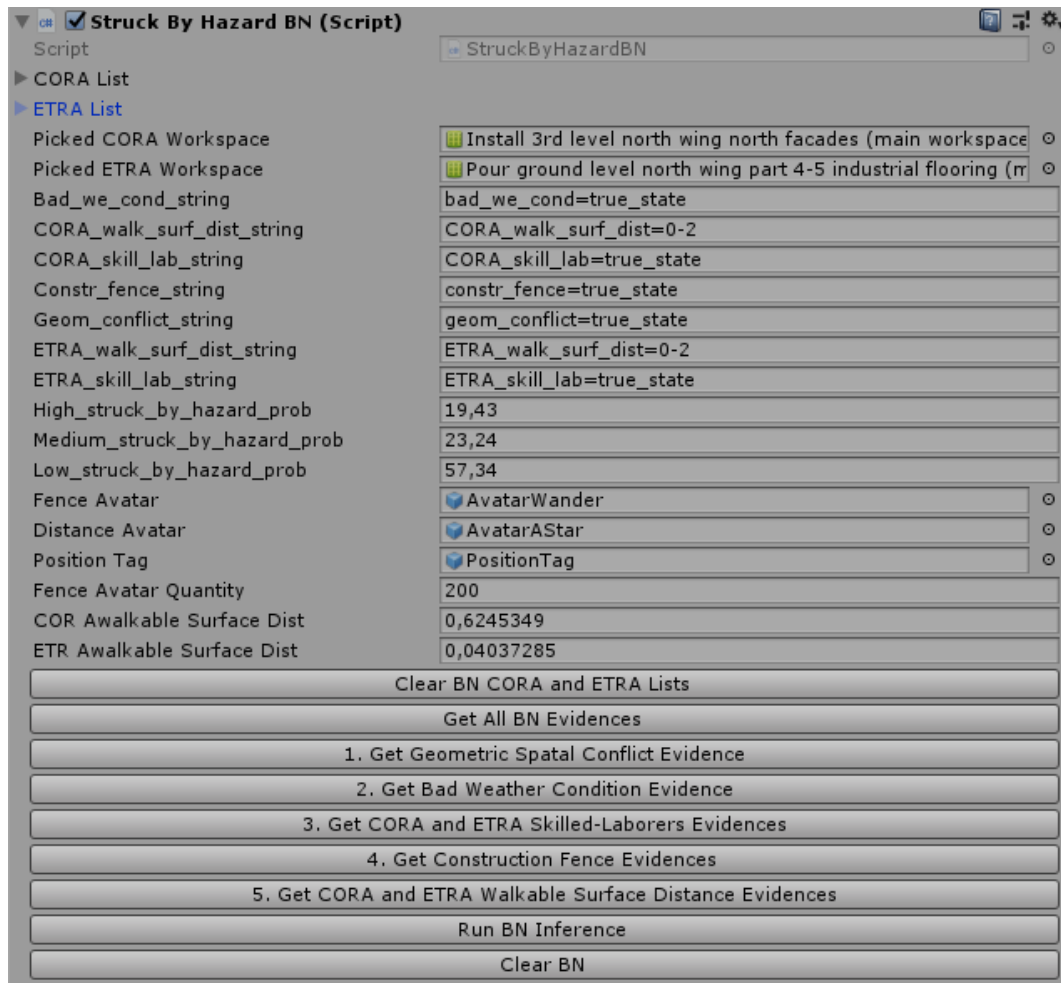 Struck By Hazard BN (Script)
Script StruckByHazardBN
CORA List
ETRA List
Picked CORA Workspace Install 3rd level north wing north facades (main workspace
Picked ETRA Workspace Pour ground level north wing part 4-5 industrial flooring (m
Bad_we_cond_string bad_we_cond=true_state
CORA_walk_surf_dist_string CORA_walk_surf_dist=0-2
CORA_skill_lab_string CORA_skill_lab=true_state
Constr_fence_string constr_fence=true_state
Geom_conflict_string geom_conflict=true_state
ETRA_walk_surf_dist_string ETRA_walk_surf_dist=0-2
ETRA_skill_lab_string ETRA_skill_lab=true_state
High_struck_by_hazard_prob 19,43
Medium_struck_by_hazard_prob 23,24
Low_struck_by_hazard_prob 57,34
Fence Avatar AvatarWander
Distance Avatar AvatarAStar
Position Tag PositionTag
Fence Avatar Quantity 200
COR Awalkable Surface Dist 0,6245349
ETR Awalkable Surface Dist 0,04037285
Clear BN CORA and ETRA Lists
Get All BN Evidences
1. Get Geometric Spatal Conflict Evidence
2. Get Bad Weather Condition Evidence
3. Get CORA and ETRA Skilled-Laborers Evidences
4. Get Construction Fence Evidences
5. Get CORA and ETRA Walkable Surface Distance Evidences
Run BN Inference
Clear BN